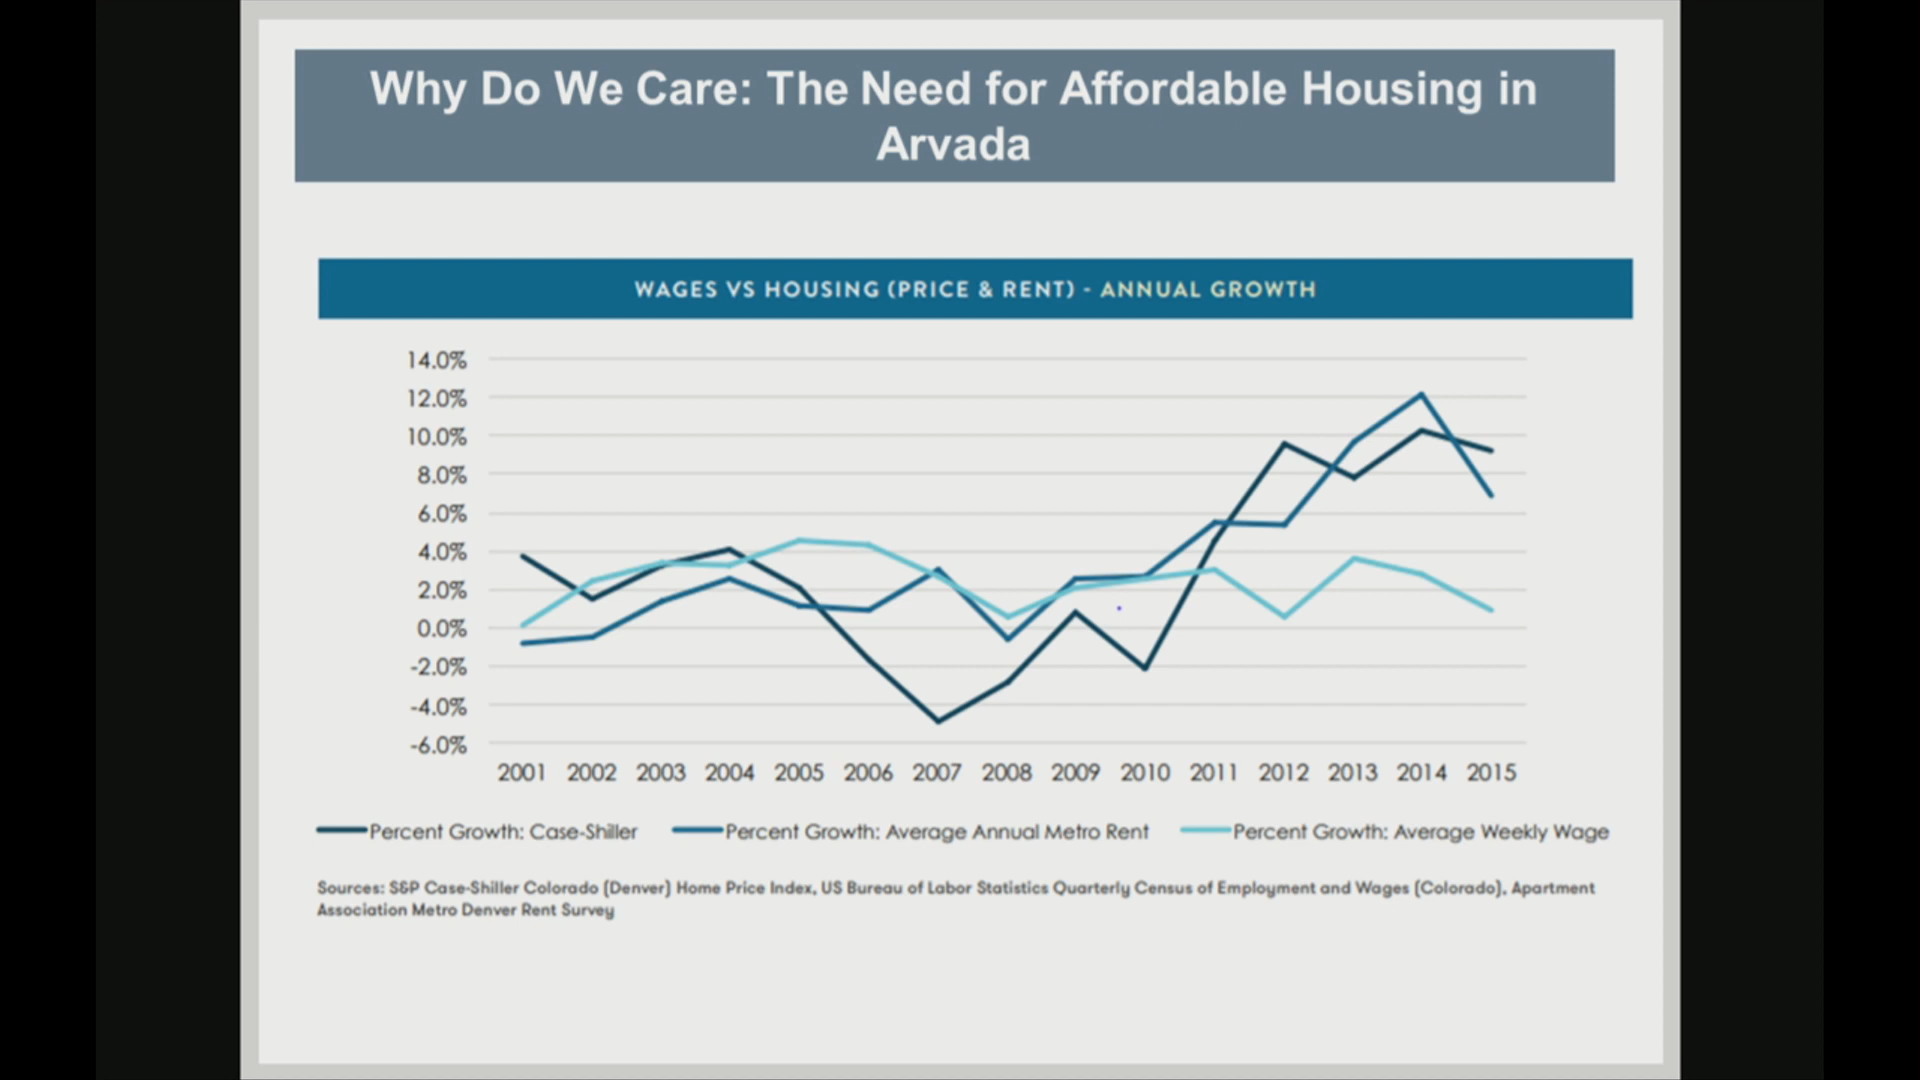 Why Do We Care: The Need for Affordable Housing in
Arvada
WAGES VS HOUSING (PRICE & RENT) - ANNUAL GROWTH
14.0%
12.0%
10.0%
8.0%
6.0%
4.0%
2.0%
0.0%
-2.0%
-4.0%
-6.0%
2001 2002 2003 2004 2005 2006 2007 2008 2009 2010 2011 2012 2013 2014 2015
Percent Growth: Case-Shiller Percent Growth: Average Annual Metro Rent Percent Growth: Average Weekly Wage
Sources: S&P Case-Shiller Colorado (Denver) Home Price Index, US Bureau of Labor Statistics Quarterly Census of Employment and Wages (Colorado), Apartment
Association Metro Denver Rent Survey